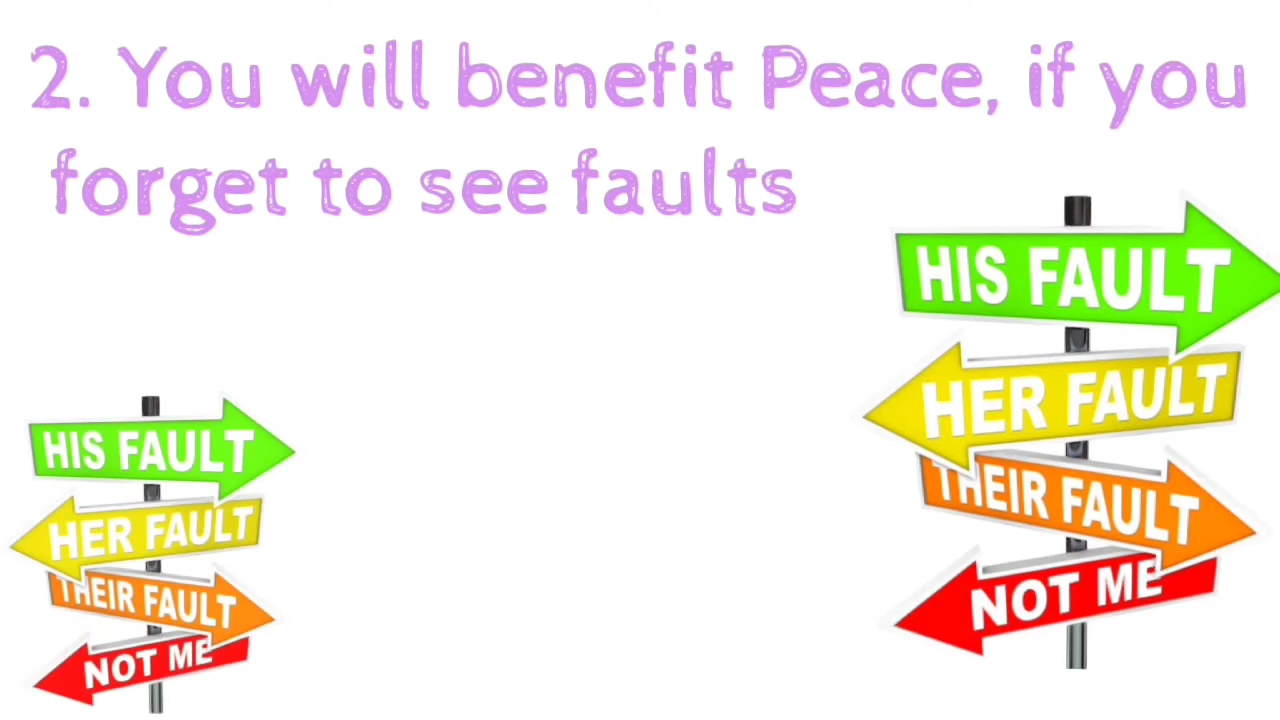 2. You will benefit Peace, if you
forget to see faults
HIS FAULT
HER FAULT
THEIR FAULT
NOT ME
HIS FAULT
HER FAULT
THEIR FAULT
NOT ME